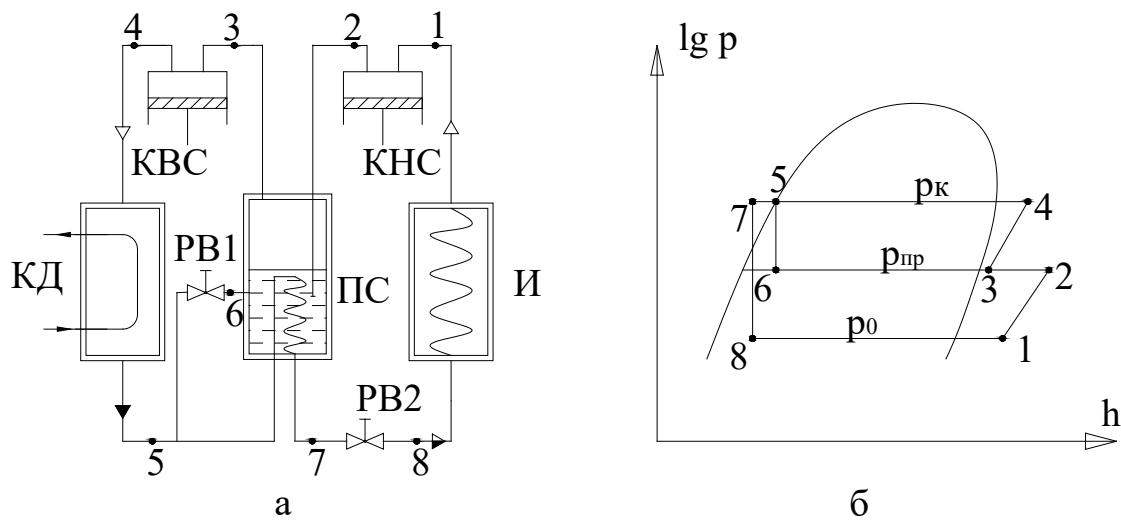 4 3 2 1
КВС КНС
КД РВ1 6 ПС И
РВ2
5 7 8
а
lg p
5 pк
7 4
pпр
6 3 2
p0
8 1
h
б